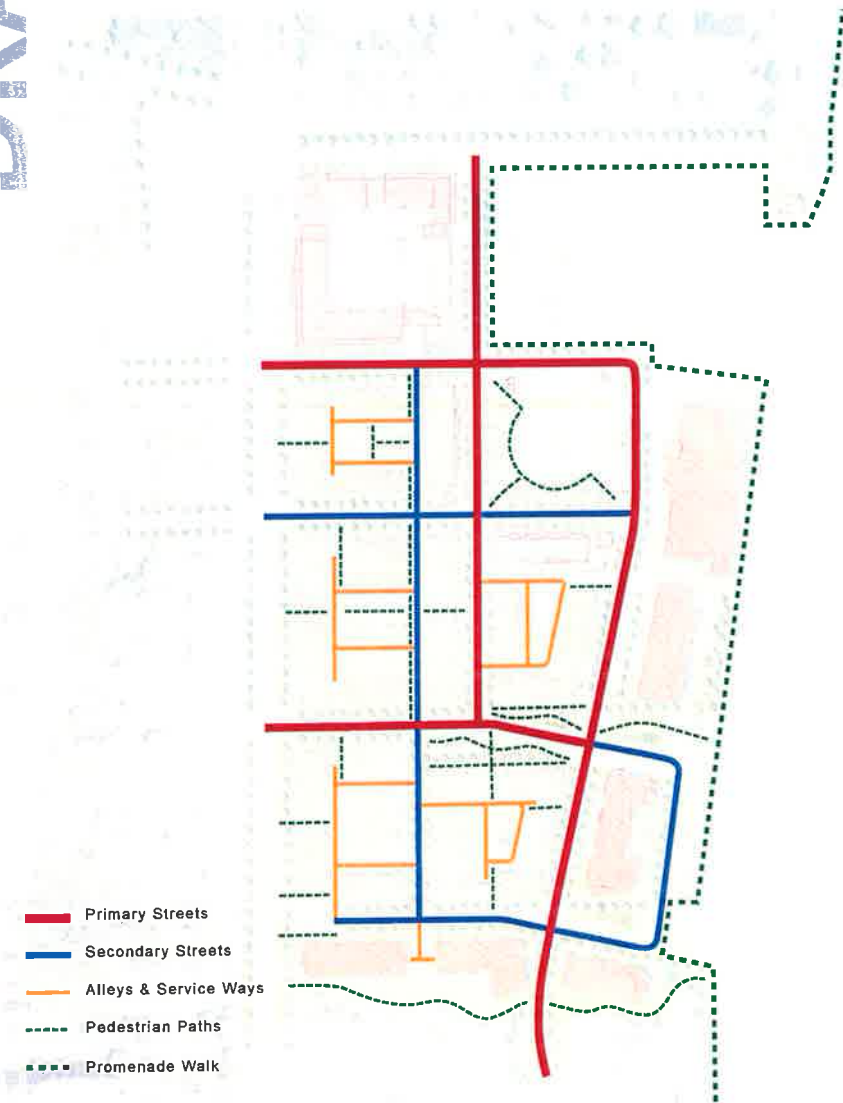 Primary Streets
Secondary Streets
Alleys & Service Ways
Pedestrian Paths
Promenade Walk